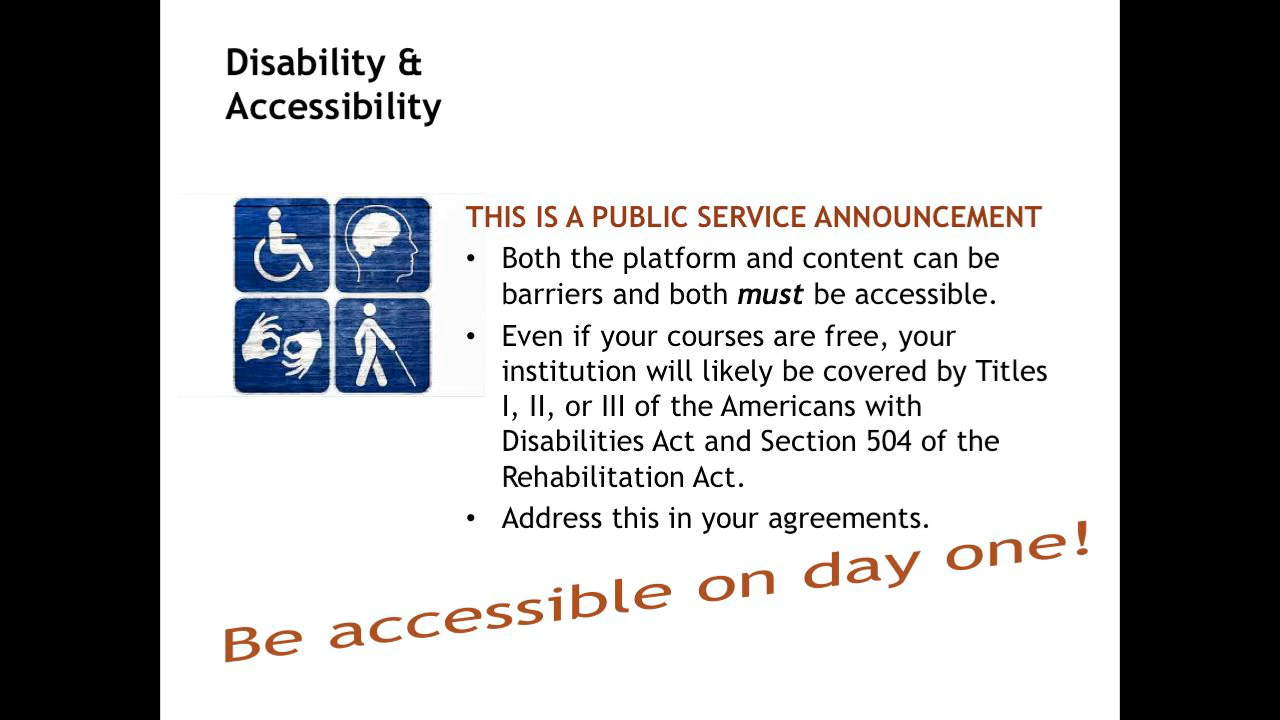 Disability &
Accessibility
THIS IS A PUBLIC SERVICE ANNOUNCEMENT
• Both the platform and content can be
barriers and both must be accessible.
• Even if your courses are free, your
institution will likely be covered by Titles
I, II, or III of the Americans with
Disabilities Act and Section 504 of the
Rehabilitation Act.
• Address this in your agreements.
Be accessible on day one!